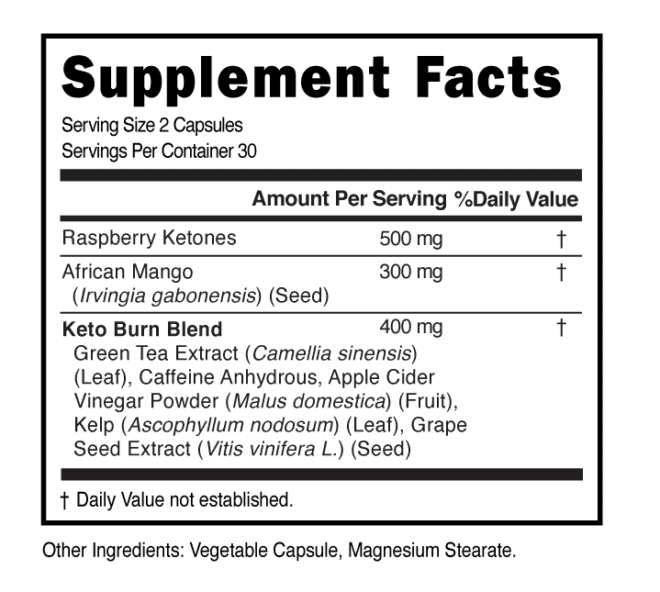 Supplement Facts
Serving Size 2 Capsules
Servings Per Container 30
Amount Per Serving %Daily Value
Raspberry Ketones 500 mg †
African Mango 300 mg †
(Irvingia gabonensis) (Seed)
Keto Burn Blend 400 mg †
Green Tea Extract (Camellia sinensis)
(Leaf), Caffeine Anhydrous, Apple Cider
Vinegar Powder (Malus domestica) (Fruit),
Kelp (Ascophyllum nodosum) (Leaf), Grape
Seed Extract (Vitis vinifera L.) (Seed)
† Daily Value not established.
Other Ingredients: Vegetable Capsule, Magnesium Stearate.